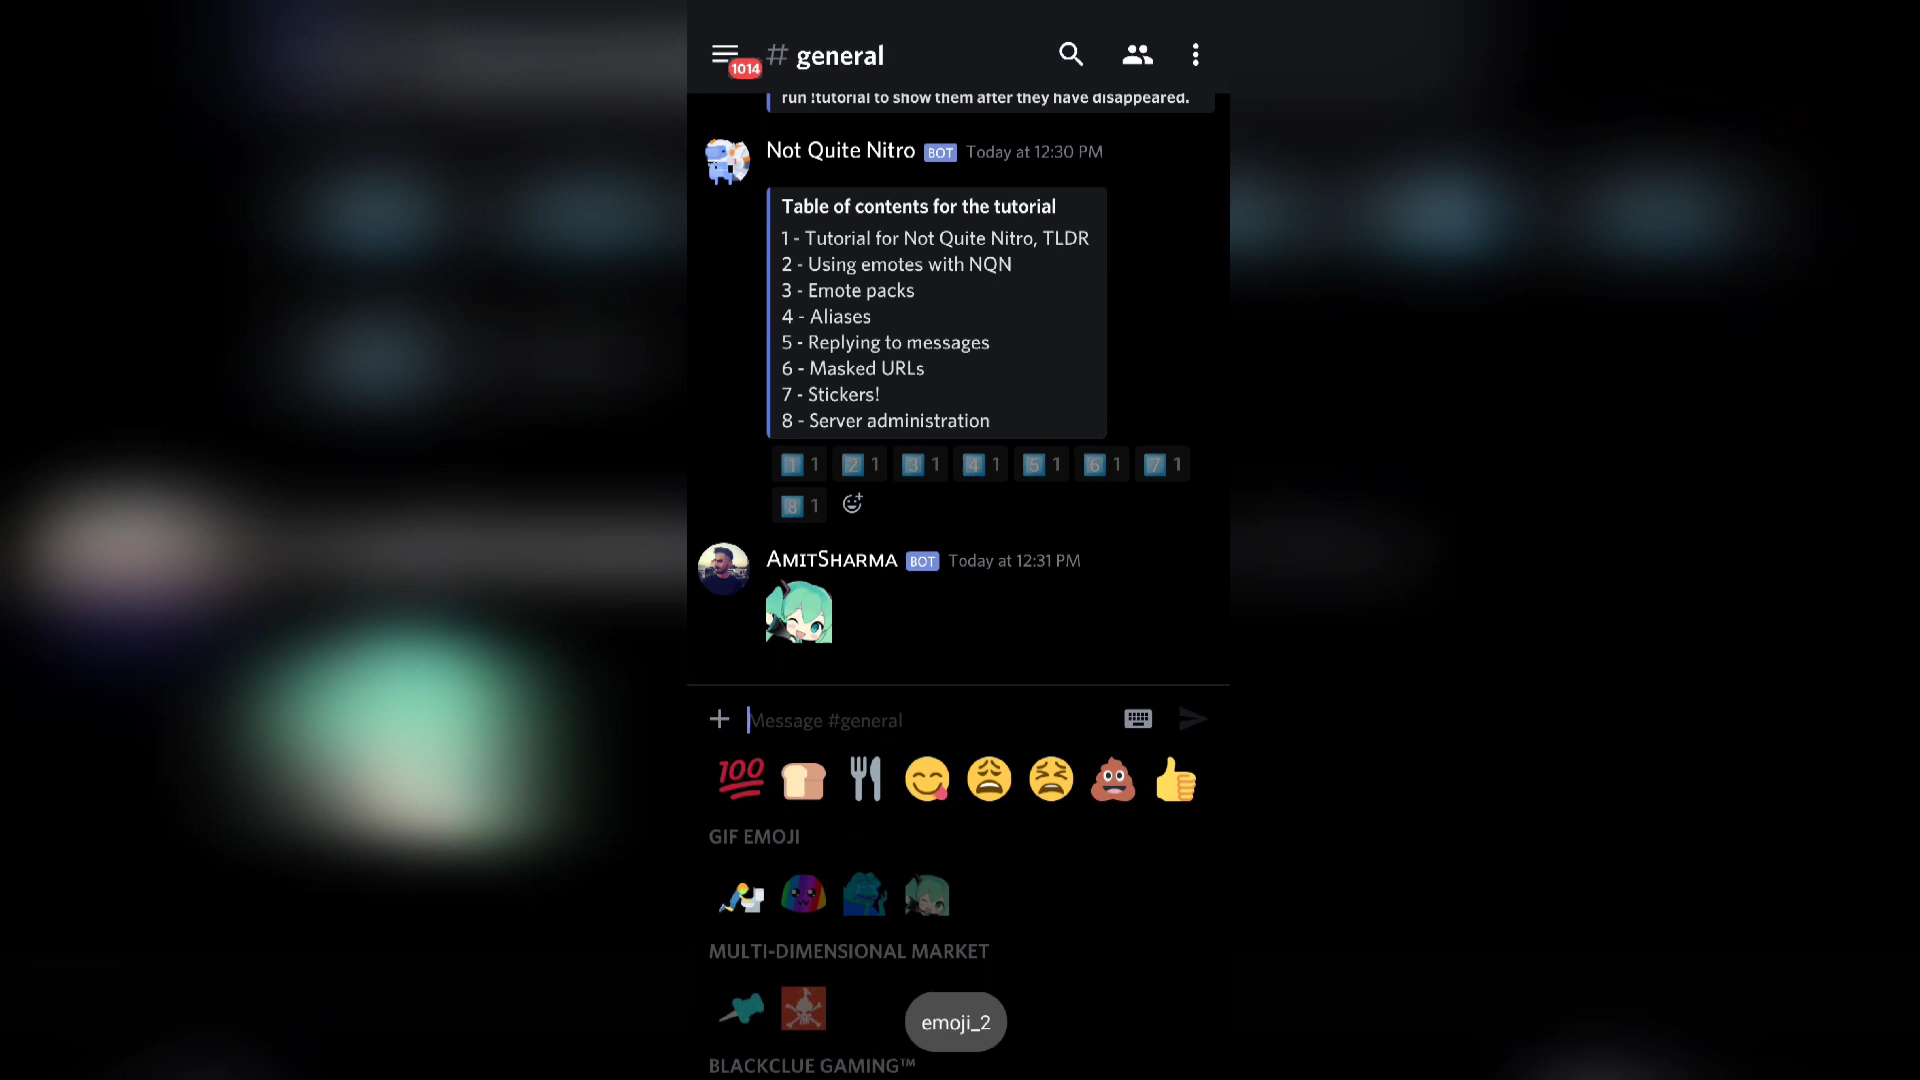 1014
# general
run !tutorial to show them after they have disappeared.
Not Quite Nitro BOT Today at 12:30 PM
Table of contents for the tutorial
1 - Tutorial for Not Quite Nitro, TLDR
2 - Using emotes with NQN
3 - Emote packs
4 - Aliases
5 - Replying to messages
6 - Masked URLs
7 - Stickers!
8 - Server administration
1 1 2 1 3 1 4 1 5 1 6 1 7 1
8 1
AᴍɪᴛSʜᴀʀᴍᴀ BOT Today at 12:31 PM
Message #general
100
GIF EMOJI
MULTI-DIMENSIONAL MARKET
emoji_2
BLACKCLUE GAMING™